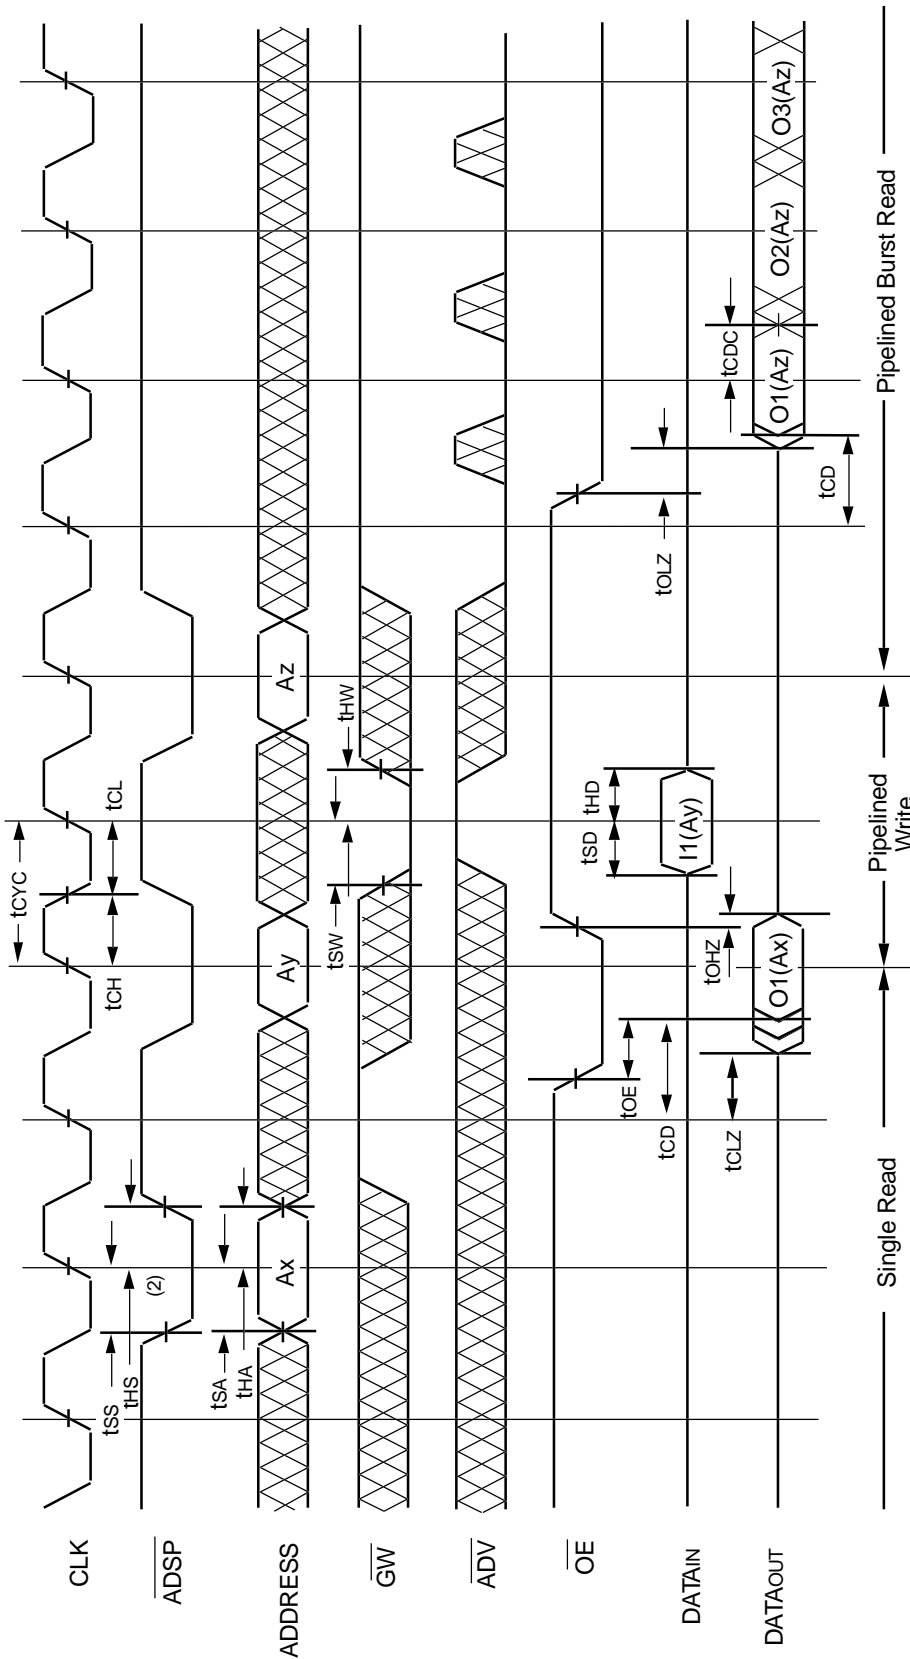 tCYC
tCH
tCL
CLK
tSS
tHS
(2)
ADSP
tSA
tHA
ADDRESS
Ax
Ay
Az
tSW
tHW
GW
ADV
OE
tOE
tOHZ
tOLZ
tCD
tSD
tHD
DATAIN
I1(Ay)
tCLZ
tCDC
tCD
DATAOUT
O1(Ax)
O1(Az)
O2(Az)
O3(Az)
Single Read
Pipelined
Write
Pipelined Burst Read